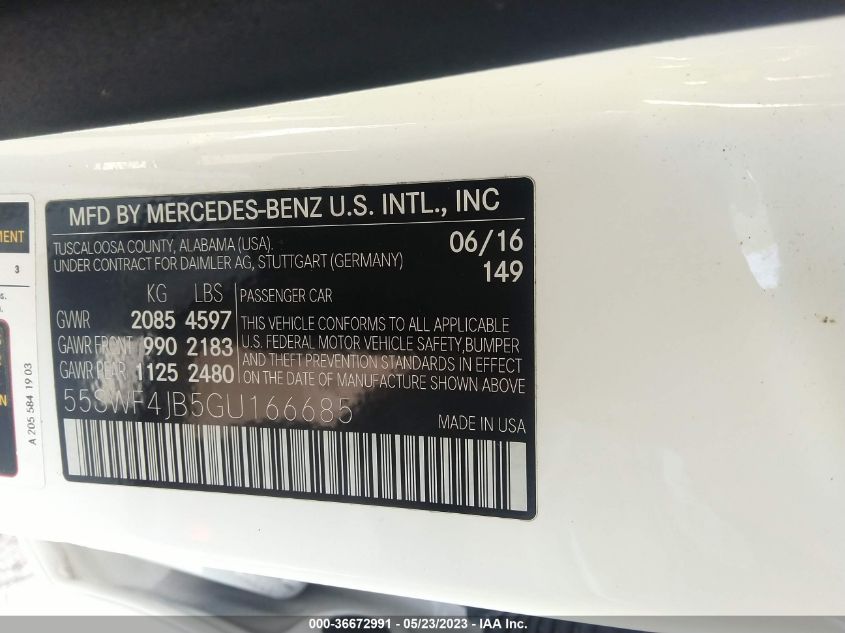 MFD BY MERCEDES-BENZ U.S. INTL., INC
TUSCALOOSA COUNTY, ALABAMA (USA).
UNDER CONTRACT FOR DAIMLER AG, STUTTGART (GERMANY)
06/16
149
KG LBS
GVWR 2085 4597
GAWR FRONT 990 2183
GAWR REAR 1125 2480
PASSENGER CAR
THIS VEHICLE CONFORMS TO ALL APPLICABLE
U.S. FEDERAL MOTOR VEHICLE SAFETY, BUMPER
AND THEFT PREVENTION STANDARDS IN EFFECT
ON THE DATE OF MANUFACTURE SHOWN ABOVE
55SWF4JB5GU166685
MADE IN USA
3
A 205 584 19 03
000-36672991 - 05/23/2023 - IAA Inc.